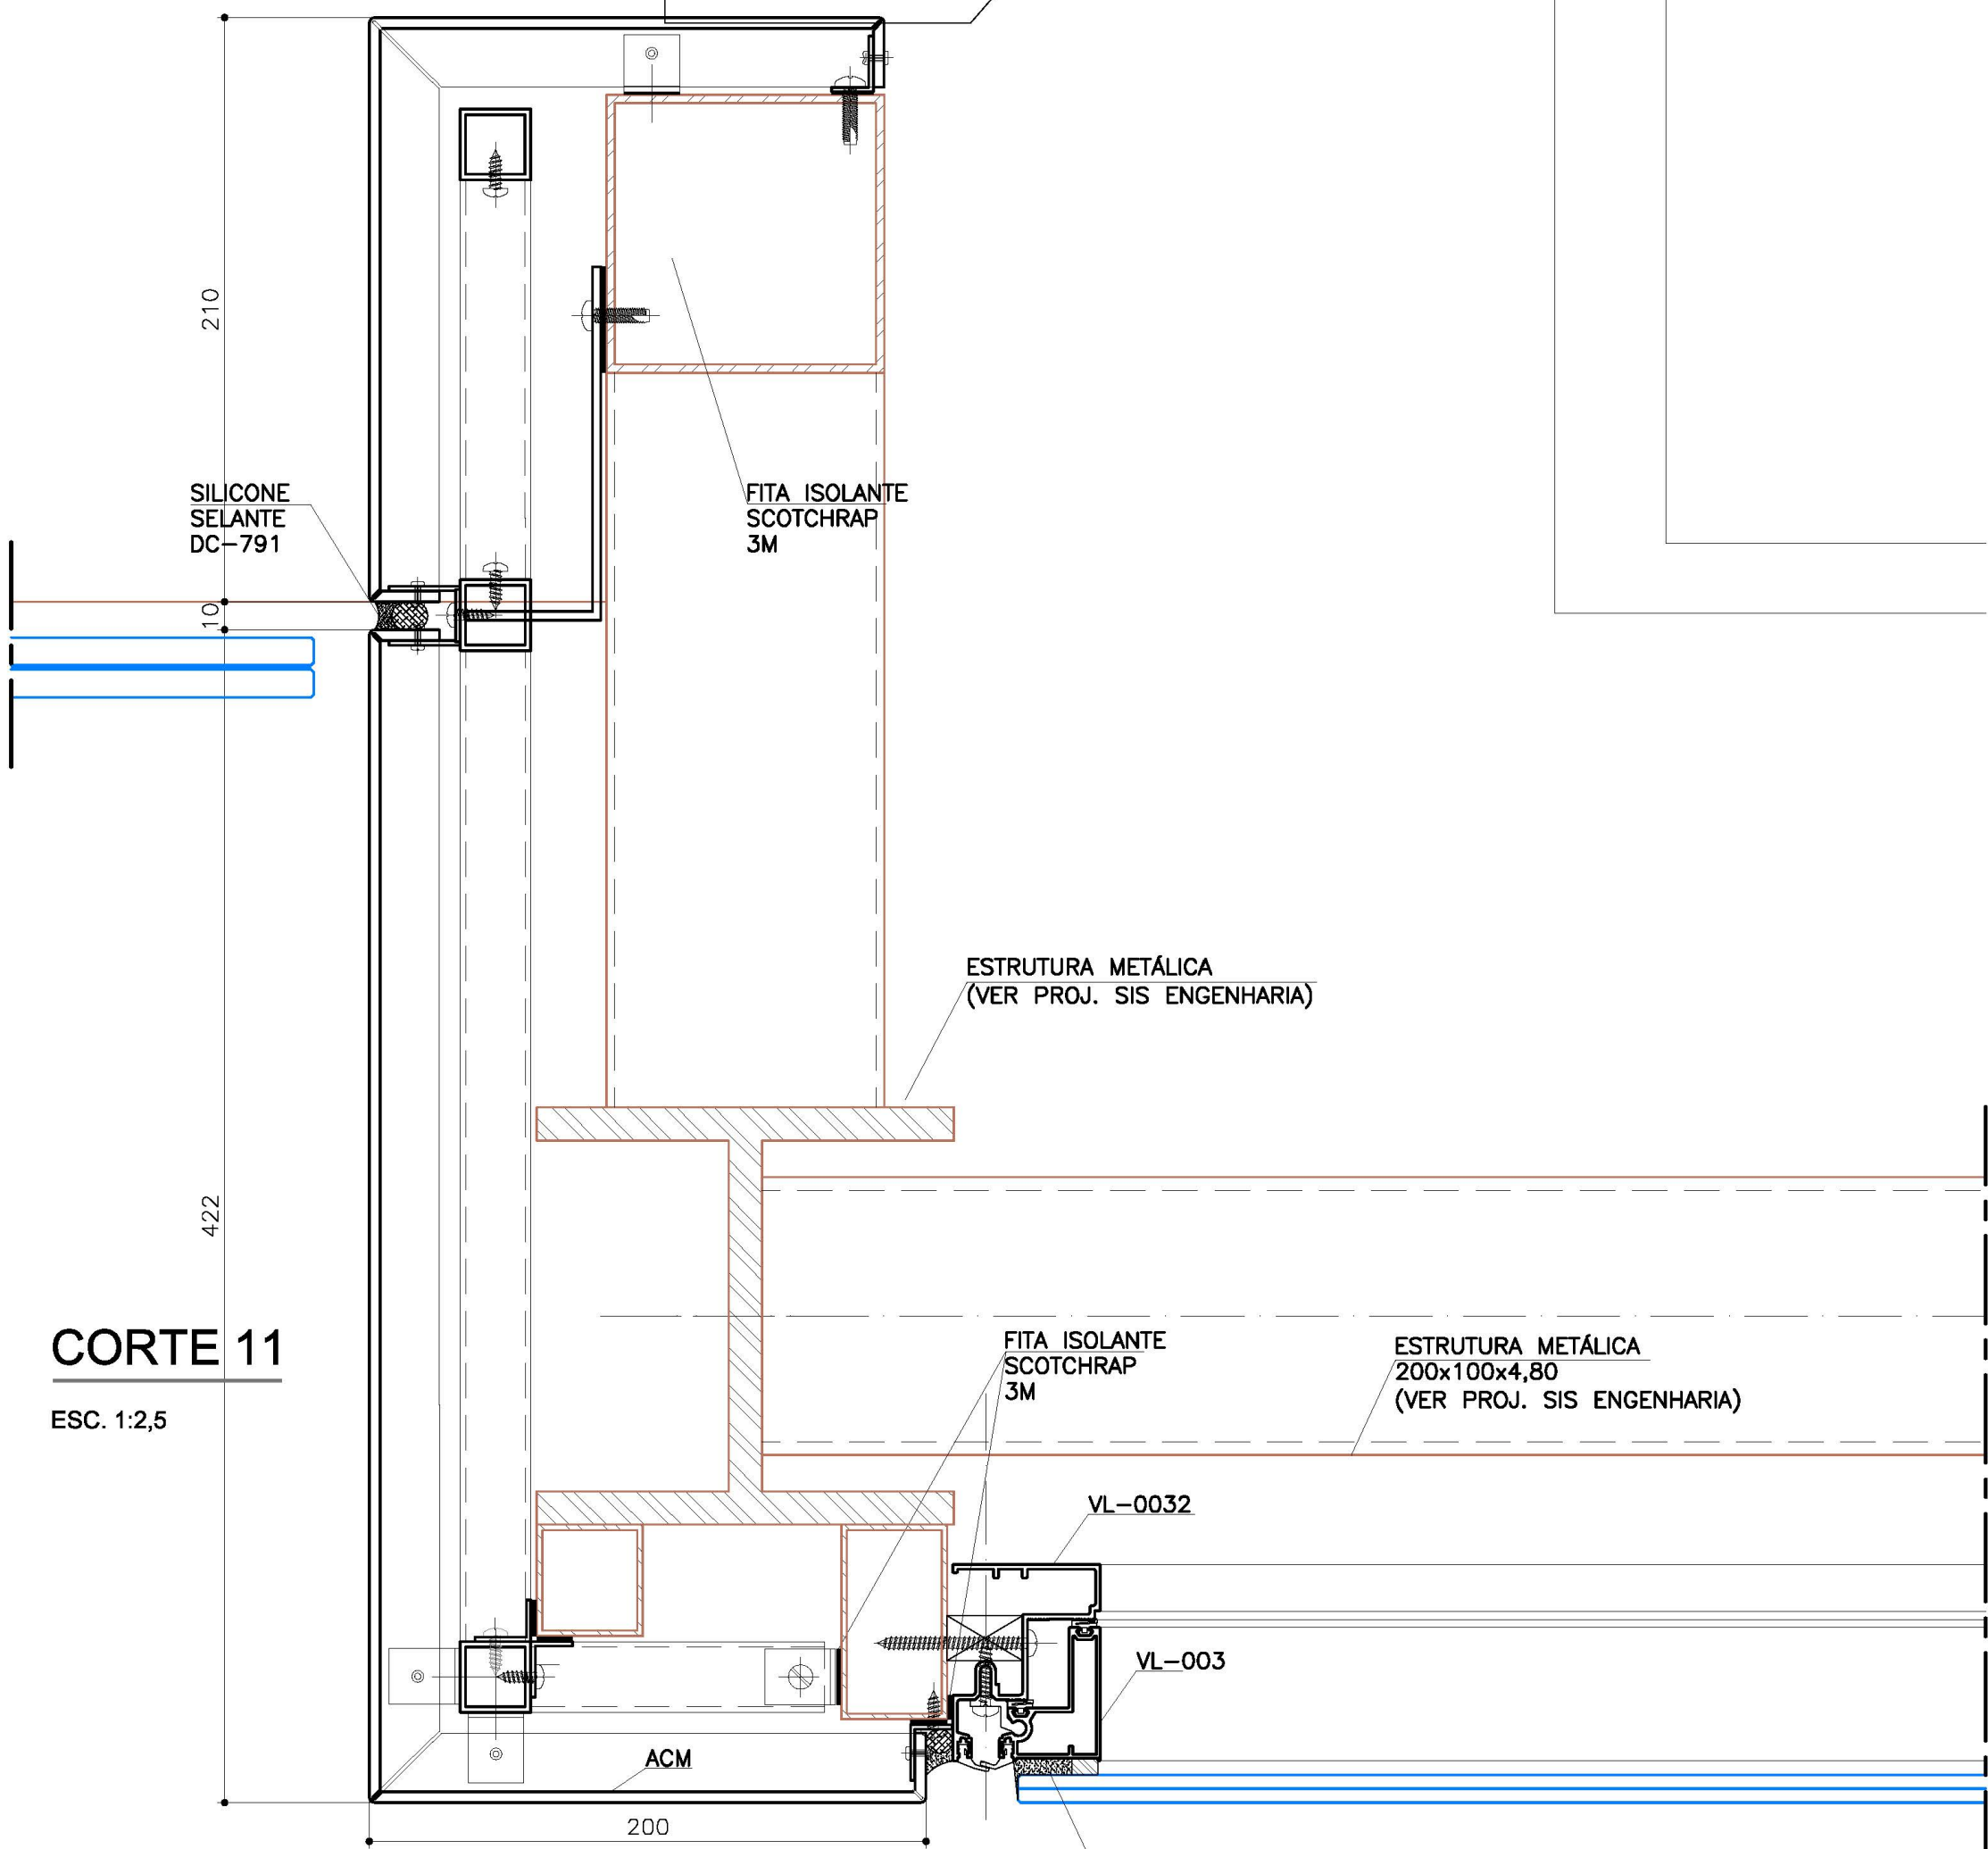 210
SILICONE
SELANTE
DC-791
FITA ISOLANTE
SCOTCHRAP
3M
10
ESTRUTURA METÁLICA
(VER PROJ. SIS ENGENHARIA)
422
CORTE 11
ESC. 1:2,5
FITA ISOLANTE
SCOTCHRAP
3M
ESTRUTURA METÁLICA
200x100x4,80
(VER PROJ. SIS ENGENHARIA)
VL-0032
VL-003
ACM
200